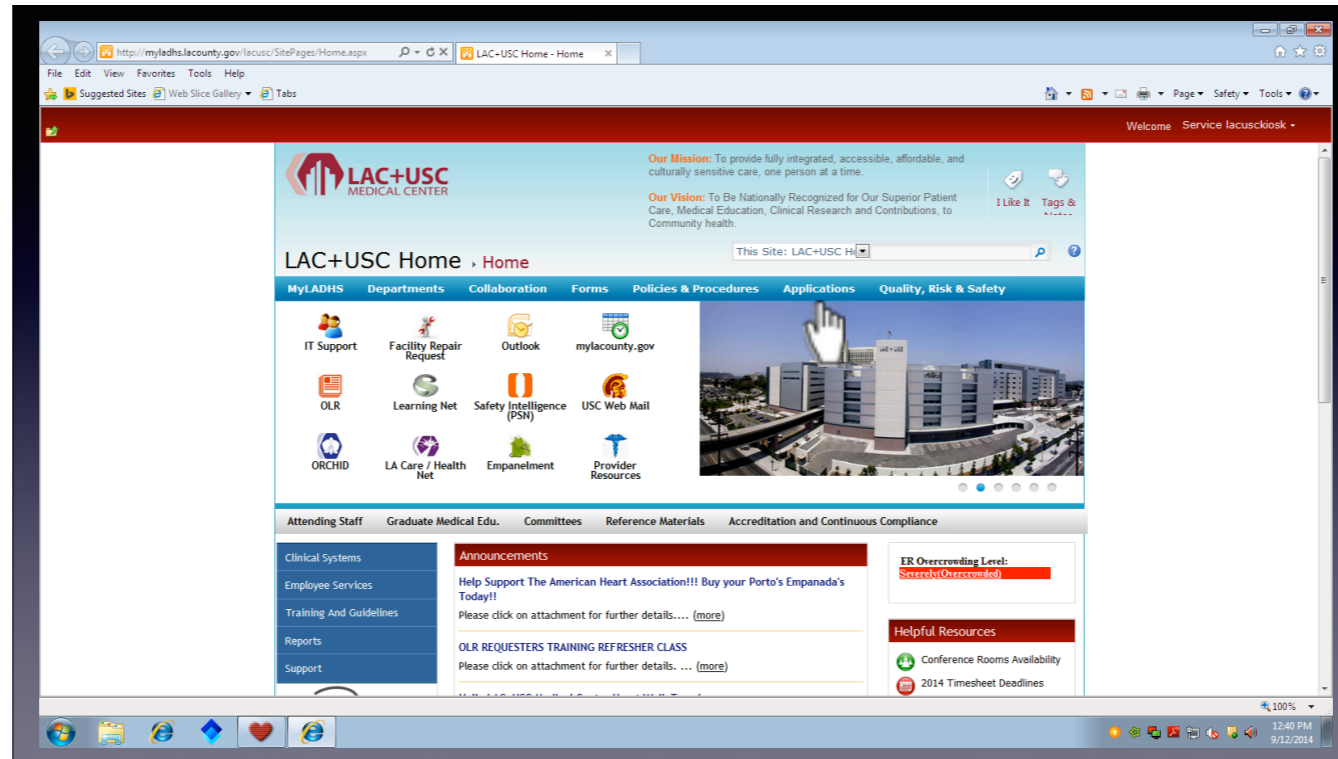 http://myladhs.lacounty.gov/lacusc/SitePages/Home.aspx
LAC+USC Home - Home
File Edit View Favorites Tools Help
Suggested Sites Web Slice Gallery Tabs
Page Safety Tools
Welcome Service lacusckiosk
LAC+USC
MEDICAL CENTER
Our Mission: To provide fully integrated, accessible, affordable, and
culturally sensitive care, one person at a time.
Our Vision: To Be Nationally Recognized for Our Superior Patient
Care, Medical Education, Clinical Research and Contributions, to
Community health.
I Like It Tags &
This Site: LAC+USC
LAC+USC Home Home
MyLADHS Departments Collaboration Forms Policies & Procedures Applications Quality, Risk & Safety
IT Support
Facility Repair
Request
Outlook
mylacounty.gov
OLR
Learning Net
Safety Intelligence
(PSN)
USC Web Mail
ORCHID
LA Care / Health
Net
Empanelment
Provider
Resources
Attending Staff Graduate Medical Edu. Committees Reference Materials Accreditation and Continuous Compliance
Clinical Systems
Employee Services
Training And Guidelines
Reports
Support
Announcements
Help Support The American Heart Association!!! Buy your Porto's Empanada's
Today!!
Please click on attachment for further details.... (more)
OLR REQUESTERS TRAINING REFRESHER CLASS
Please click on attachment for further details. ... (more)
ER Overcrowding Level:
Severely(Overcrowded)
Helpful Resources
Conference Rooms Availability
2014 Timesheet Deadlines
100%
12:40 PM
9/12/2014